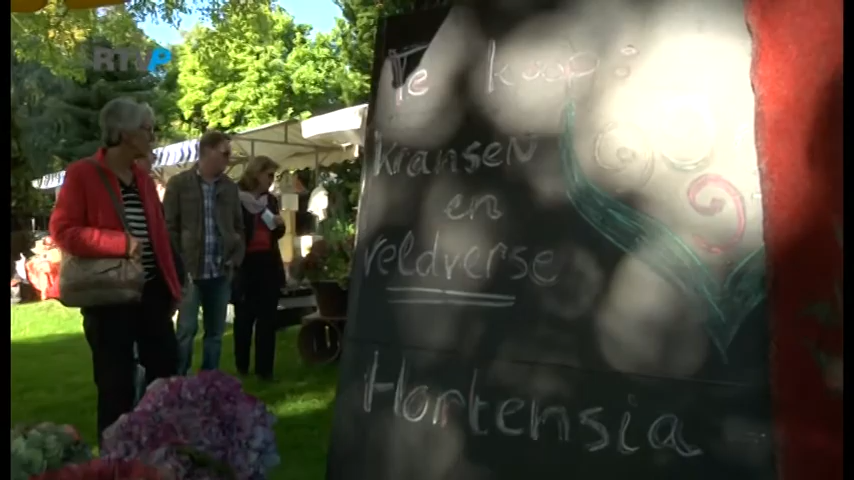 RTV P
Te koop:
kransen
en
veldverse
Hortensia